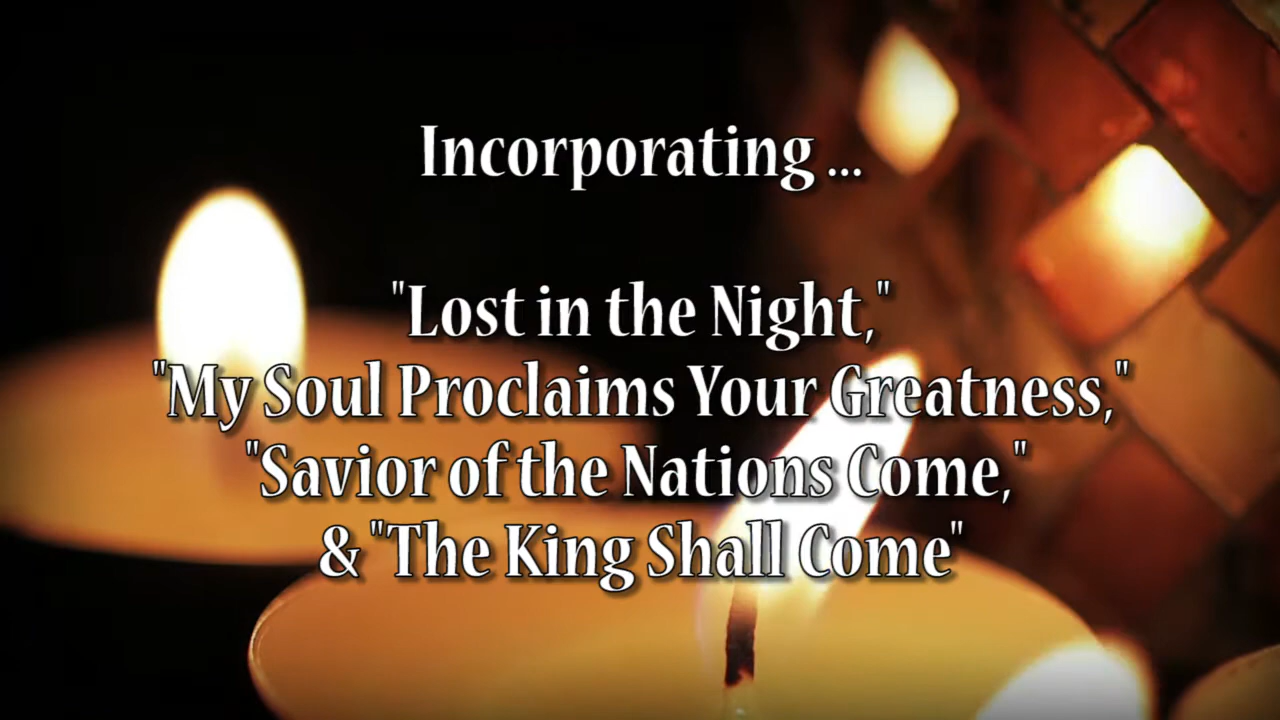 Incorporating ...
"Lost in the Night,"
"My Soul Proclaims Your Greatness,"
"Savior of the Nations Come,"
& "The King Shall Come"